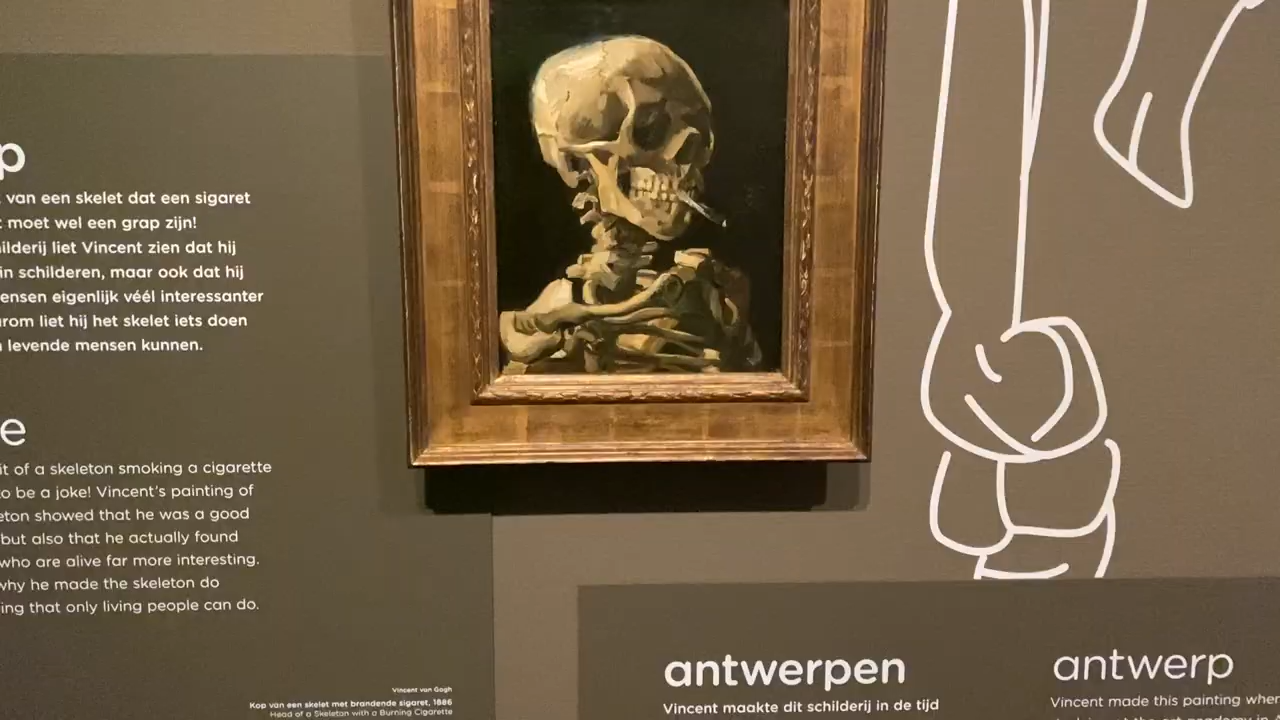 p
van een skelet dat een sigaret
moet wel een grap zijn!
ilderij liet Vincent zien dat hij
in schilderen, maar ook dat hij
ensen eigenlijk véél interessanter
rom liet hij het skelet iets doen
levende mensen kunnen.
e
it of a skeleton smoking a cigarette
o be a joke! Vincent's painting of
eton showed that he was a good
but also that he actually found
who are alive far more interesting.
why he made the skeleton do
ing that only living people can do.
Vincent van Gogh
Kop van een skelet met brandende sigaret, 1886
Head of a Skeleton with a Burning Cigarette
antwerpen
Vincent maakte dit schilderij in de tijd
antwerp
Vincent made this painting when